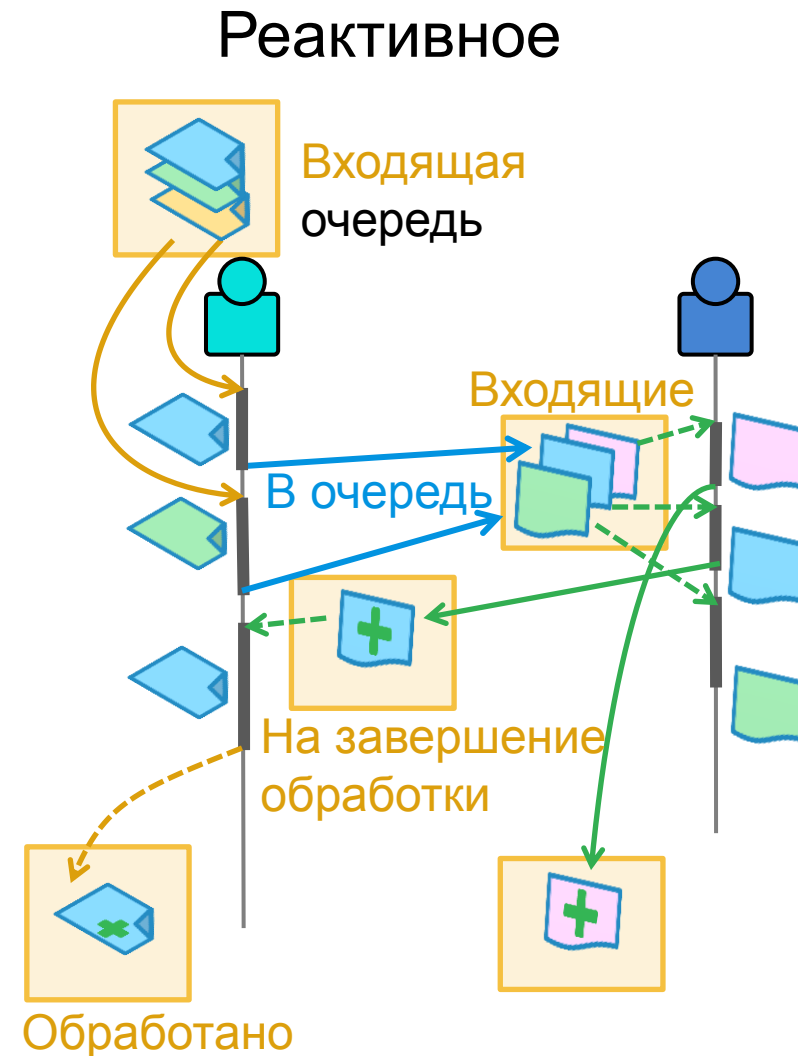 Реактивное
Входящая
очередь
Входящие
В очередь
На завершение
обработки
Обработано